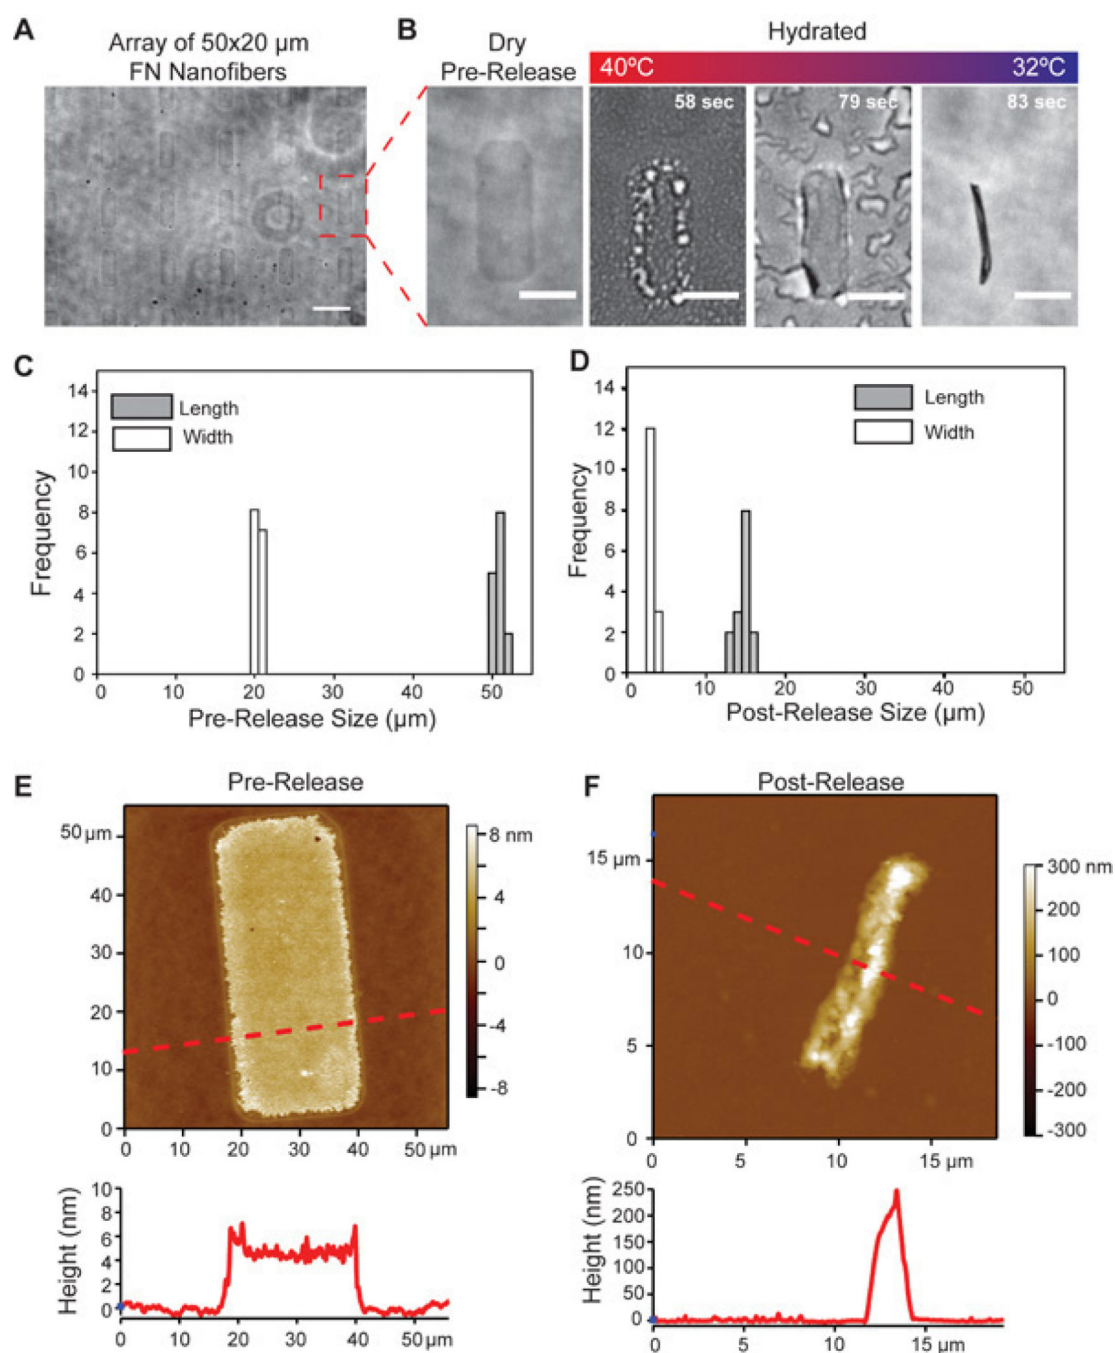 A
Array of 50x20 µm
FN Nanofibers
B
Dry
Pre-Release
Hydrated
40ºC
32ºC
58 sec
79 sec
83 sec
C
14
12
10
8
6
4
2
0
Frequency
Length
Width
0 10 20 30 40 50
Pre-Release Size (µm)
D
14
12
10
8
6
4
2
0
Frequency
Length
Width
0 10 20 30 40 50
Post-Release Size (µm)
E
Pre-Release
50 µm
40
30
20
10
0
0 10 20 30 40 50 µm
8 nm
4
0
-4
-8
10
8
6
4
2
0
Height (nm)
0 10 20 30 40 50 µm
F
Post-Release
15 µm
10
5
0
0 5 10 15 µm
300 nm
200
100
0
-100
-200
-300
250
200
150
100
50
0
Height (nm)
0 5 10 15 µm